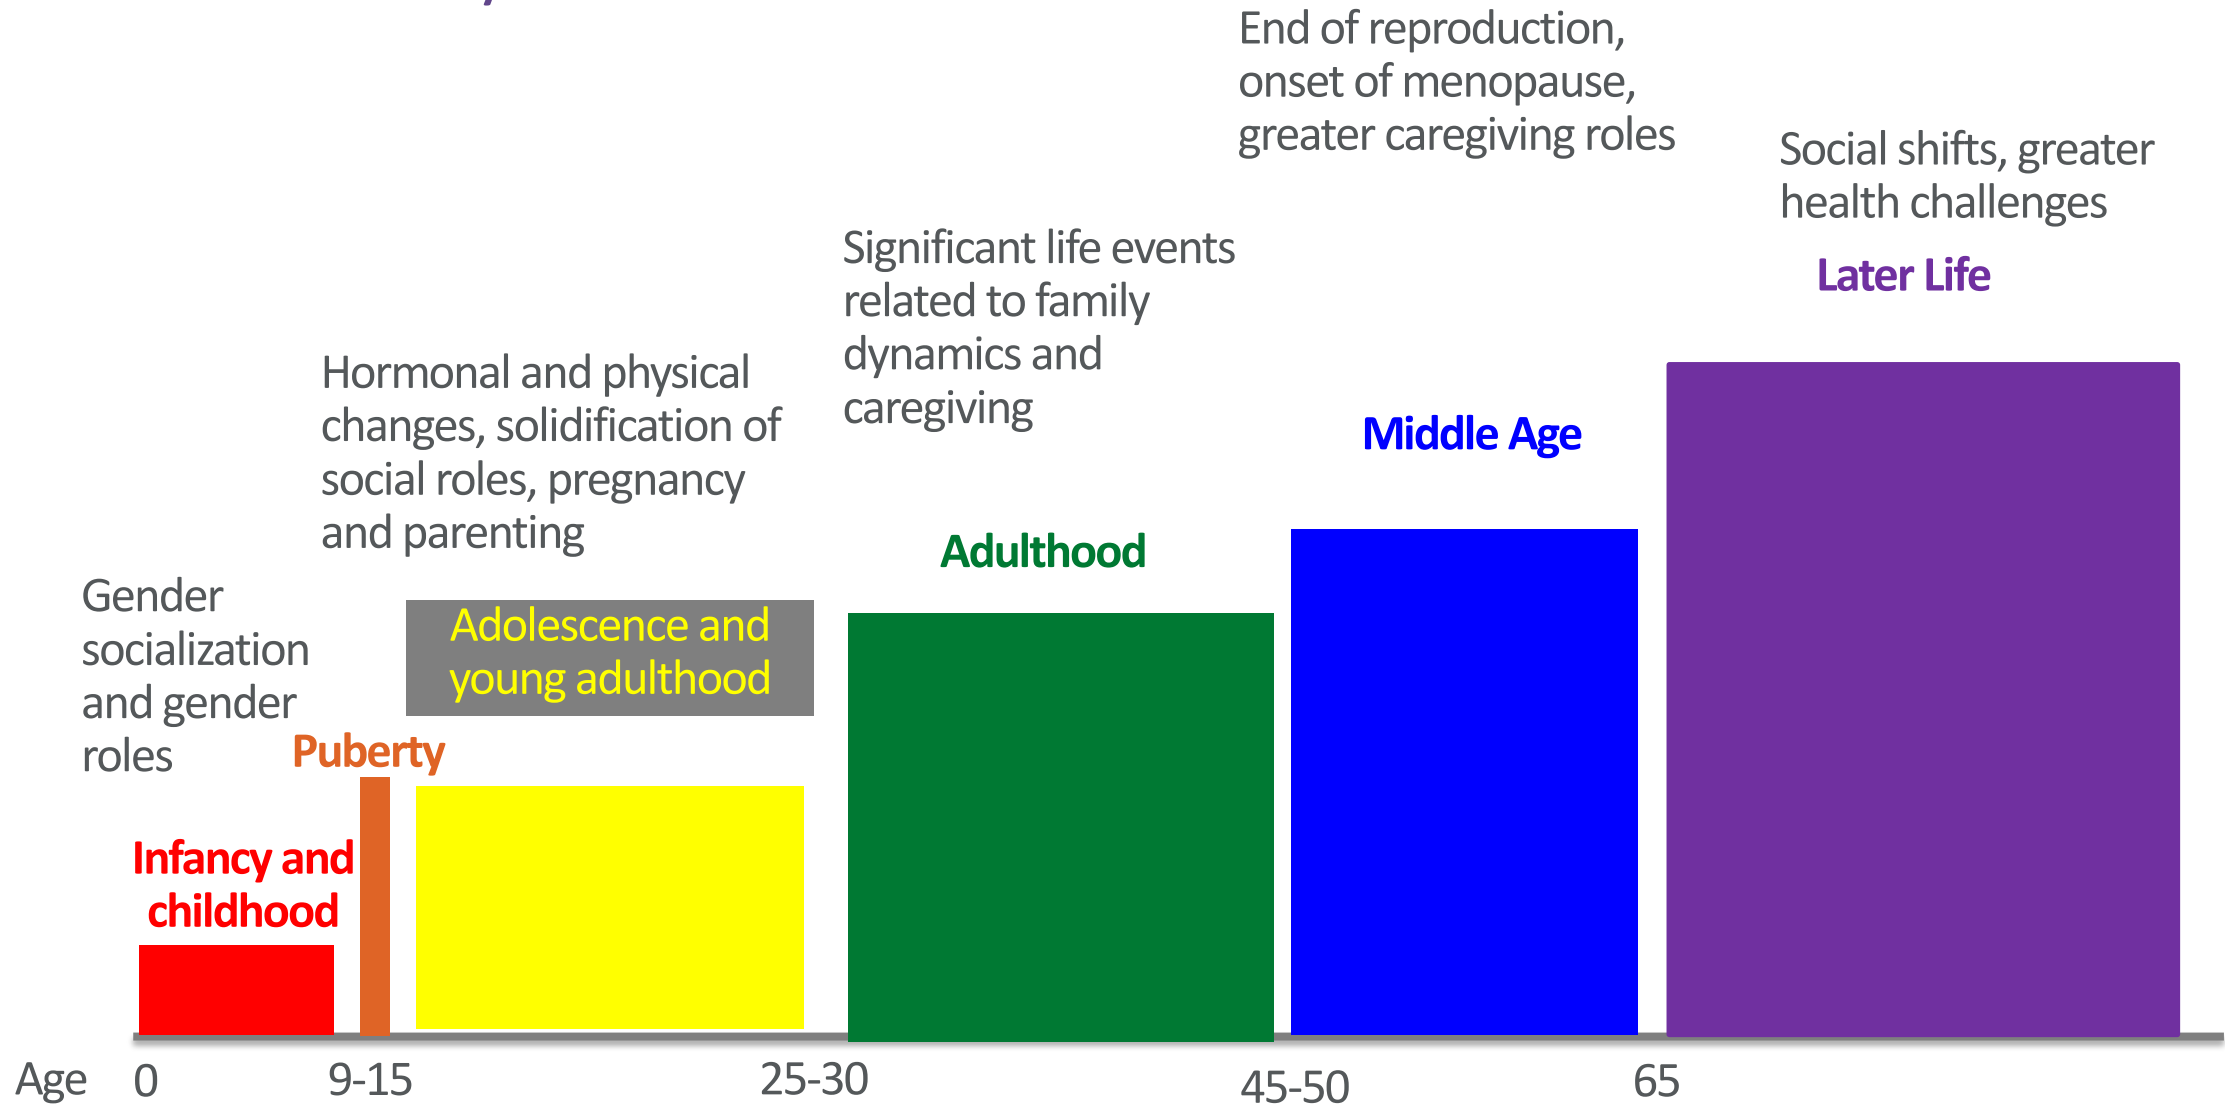 End of reproduction,
onset of menopause,
greater caregiving roles
Social shifts, greater
health challenges
Later Life
Significant life events
related to family
dynamics and
caregiving
Middle Age
Hormonal and physical
changes, solidification of
social roles, pregnancy
and parenting
Adulthood
Gender
socialization
and gender
roles
Adolescence and
young adulthood
Puberty
Infancy and
childhood
Age 0 9-15 25-30 45-50 65